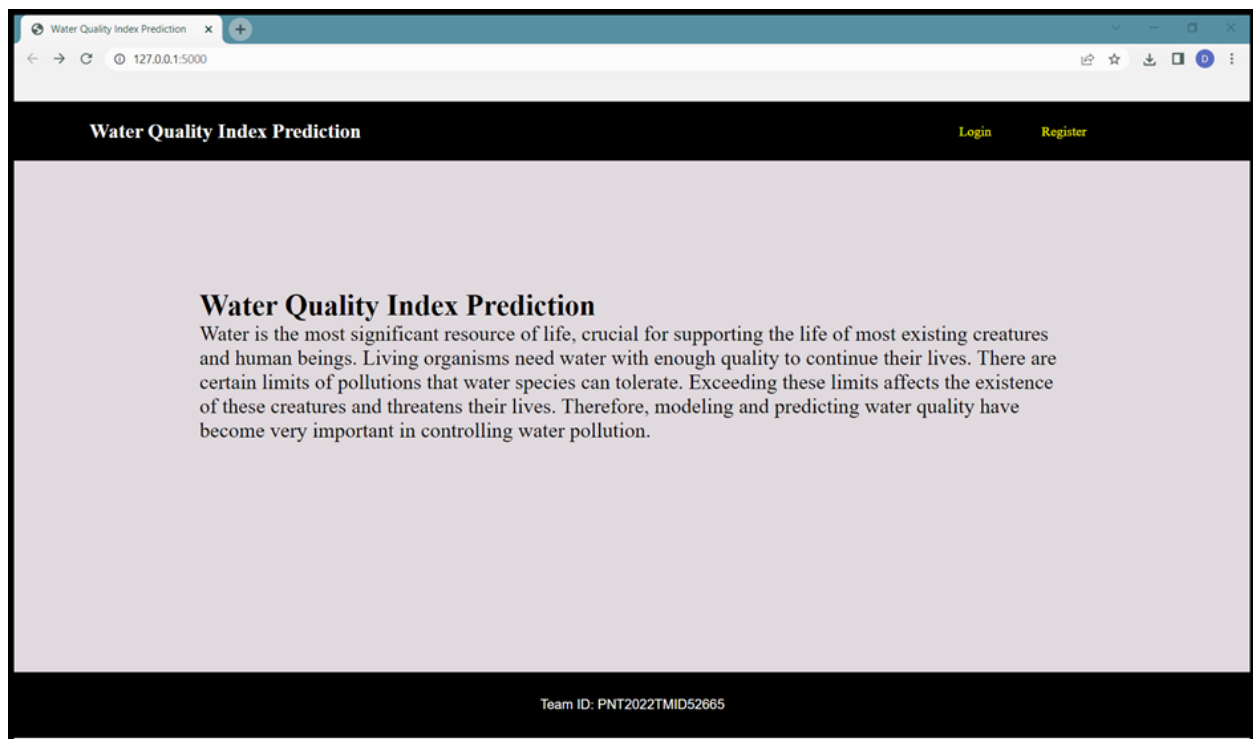 Water Quality Index Prediction
127.0.0.1:5000
D
Water Quality Index Prediction
Login
Register
Water Quality Index Prediction
Water is the most significant resource of life, crucial for supporting the life of most existing creatures
and human beings. Living organisms need water with enough quality to continue their lives. There are
certain limits of pollutions that water species can tolerate. Exceeding these limits affects the existence
of these creatures and threatens their lives. Therefore, modeling and predicting water quality have
become very important in controlling water pollution.
Team ID: PNT2022TMID52665